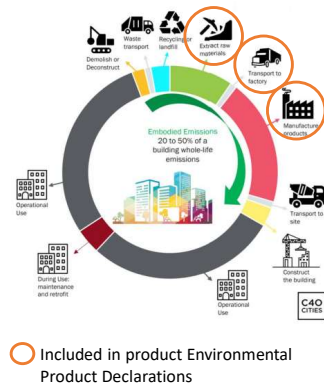 Waste
transport
Recycling or
landfill
Extract raw
materials
Demolish or
Deconstruct
Transport to
factory
Manufacture
products
Embodied Emissions
20 to 50% of a
building whole-life
emissions
Operational
Use
Transport to
site
Construct
the building
During Use:
maintenance
and retrofit
Operational
Use
C40
CITIES
Included in product Environmental
Product Declarations